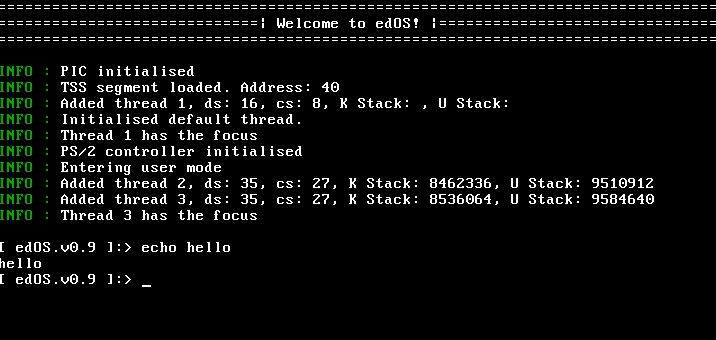 ==========================================================================================
================================¦ Welcome to edOS! ¦===================================
==========================================================================================
INFO : PIC initialised
INFO : TSS segment loaded. Address: 40
INFO : Added thread 1, ds: 16, cs: 8, K Stack: , U Stack:
INFO : Initialised default thread.
INFO : Thread 1 has the focus
INFO : PS/2 controller initialised
INFO : Entering user mode
INFO : Added thread 2, ds: 35, cs: 27, K Stack: 8462336, U Stack: 9510912
INFO : Added thread 3, ds: 35, cs: 27, K Stack: 8536064, U Stack: 9584640
INFO : Thread 3 has the focus
[ edOS.v0.9 ]:> echo hello
hello
[ edOS.v0.9 ]:> _